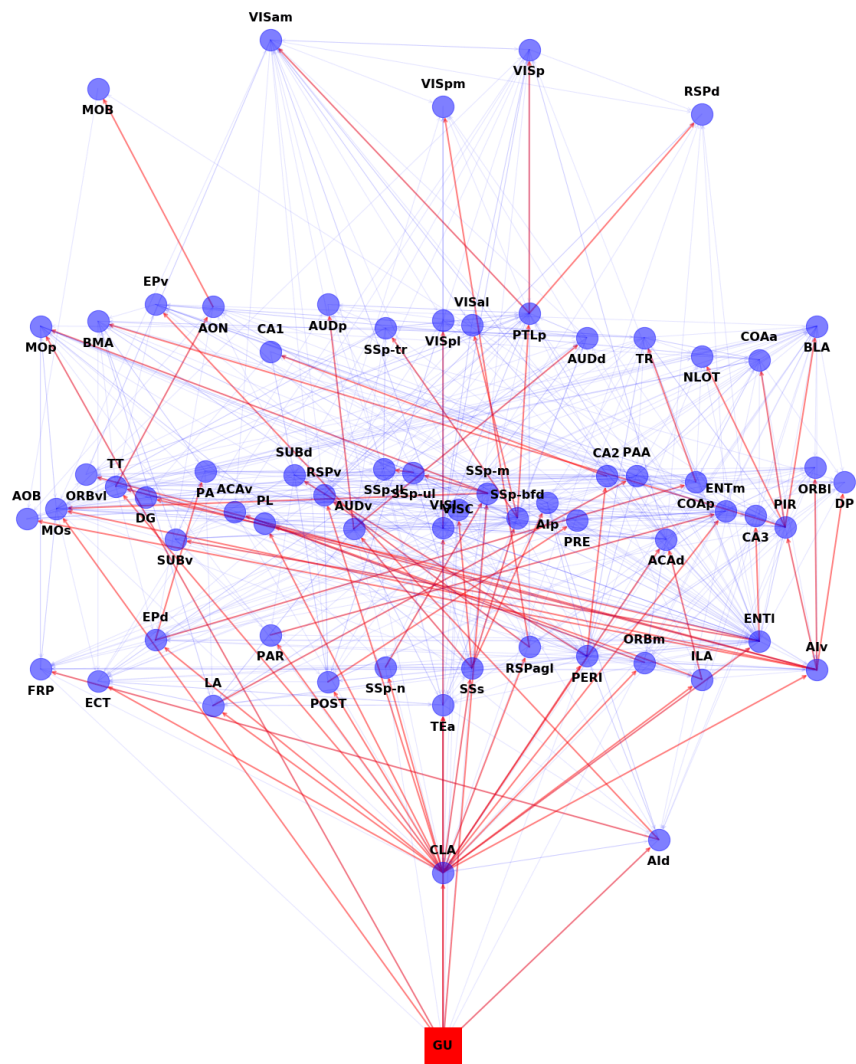 VISam
VISp
MOB
VISpm
RSPd
EPv
AON
AUDp
VISal
VISpl
PTLp
COAa
MOp
BMA
CA1
SSp-tr
AUDd
TR
NLOT
BLA
TT
SUBd
CA2
PAA
AOB
ORBvl
PA
RSPv
SSp-ll
SSp-ul
SSp-m
ENTm
PIR
ORBl
DP
MOs
DG
ACAv
PL
AUDv
VISl
VISC
SSp-bfd
AIp
COAp
CA3
SUBv
PRE
ACAd
EPd
PAR
RSPagl
ORBm
ENTl
AIv
FRP
ECT
LA
POST
SSp-n
SSs
PERI
ILA
TEa
CLA
AId
GU